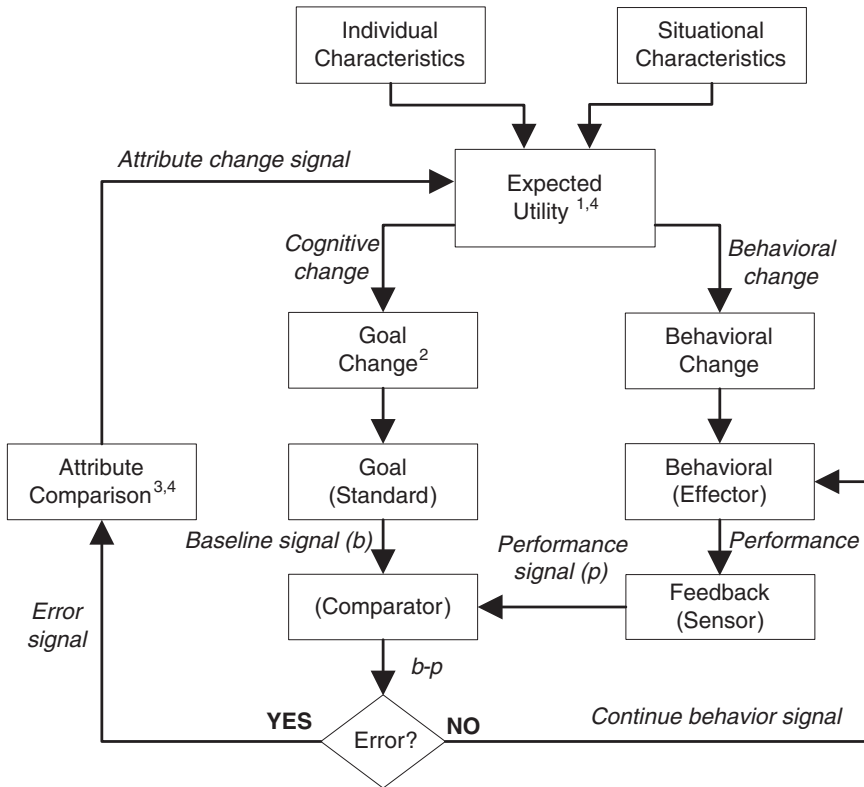 Individual
Characteristics
Situational
Characteristics
Attribute change signal
Expected
Utility 1,4
Cognitive
change
Behavioral
change
Goal
Change2
Behavioral
Change
Attribute
Comparison3,4
Goal
(Standard)
Behavioral
(Effector)
Baseline signal (b)
Performance
signal (p)
Performance
Error
signal
(Comparator)
Feedback
(Sensor)
b-p
YES
Error?
NO
Continue behavior signal